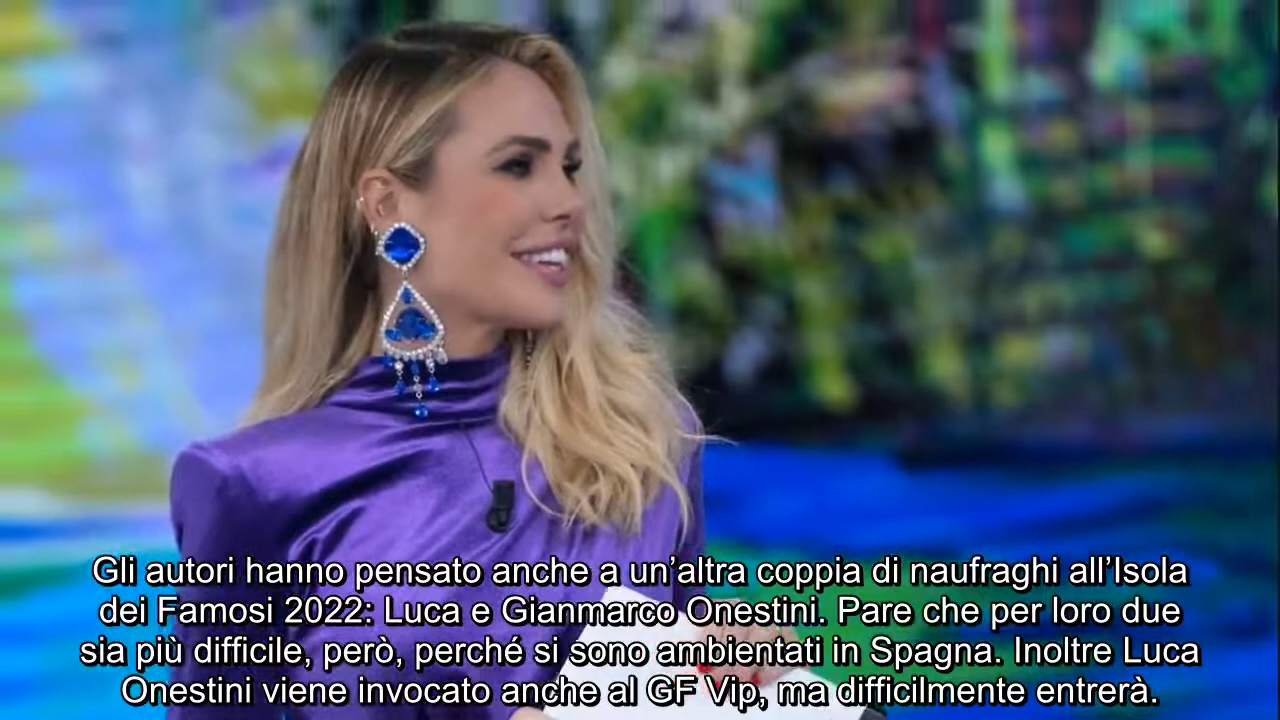 Gli autori hanno pensato anche a un’altra coppia di naufraghi all’Isola
dei Famosi 2022: Luca e Gianmarco Onestini. Pare che per loro due
sia più difficile, però, perché si sono ambientati in Spagna. Inoltre Luca
Onestini viene invocato anche al GF Vip, ma difficilmente entrerà.